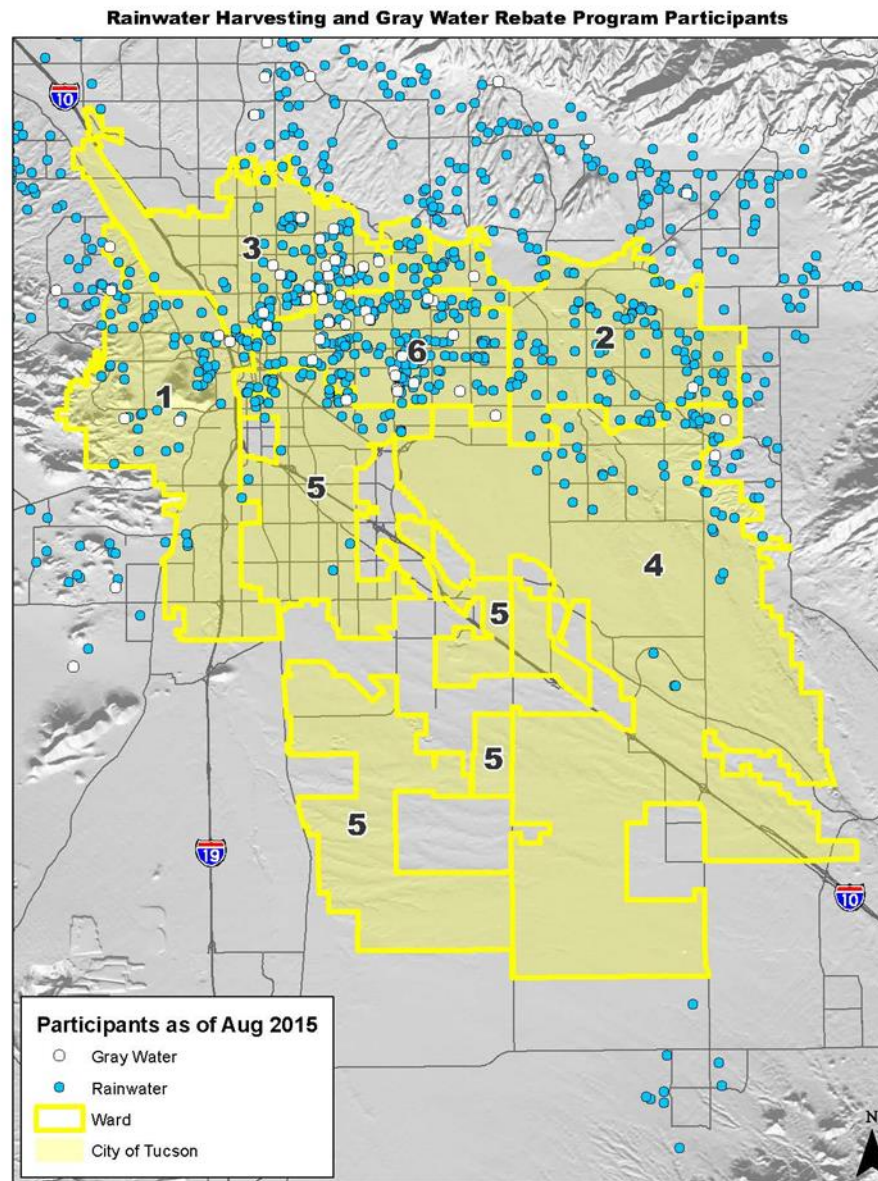 Rainwater Harvesting and Gray Water Rebate Program Participants
10
3
6
2
1
5
4
5
5
5
19
10
Participants as of Aug 2015
Gray Water
Rainwater
Ward
City of Tucson
N